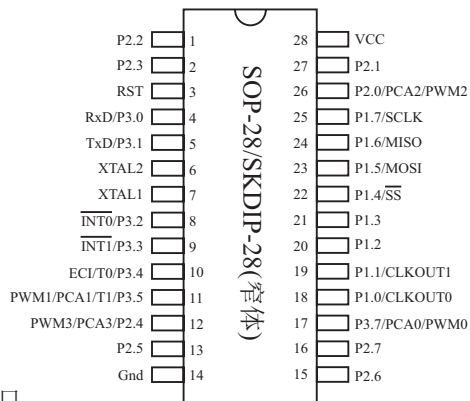 P2.2 1 28 VCC
P2.3 2 27 P2.1
RST 3 26 P2.0/PCA2/PWM2
RxD/P3.0 4 25 P1.7/SCLK
TxD/P3.1 5 24 P1.6/MISO
XTAL2 6 23 P1.5/MOSI
XTAL1 7 22 P1.4/SS
INT0/P3.2 8 21 P1.3
INT1/P3.3 9 20 P1.2
ECI/T0/P3.4 10 19 P1.1/CLKOUT1
PWM1/PCA1/T1/P3.5 11 18 P1.0/CLKOUT0
PWM3/PCA3/P2.4 12 17 P3.7/PCA0/PWM0
P2.5 13 16 P2.7
Gnd 14 15 P2.6
SOP-28/SKDIP-28(窄体)